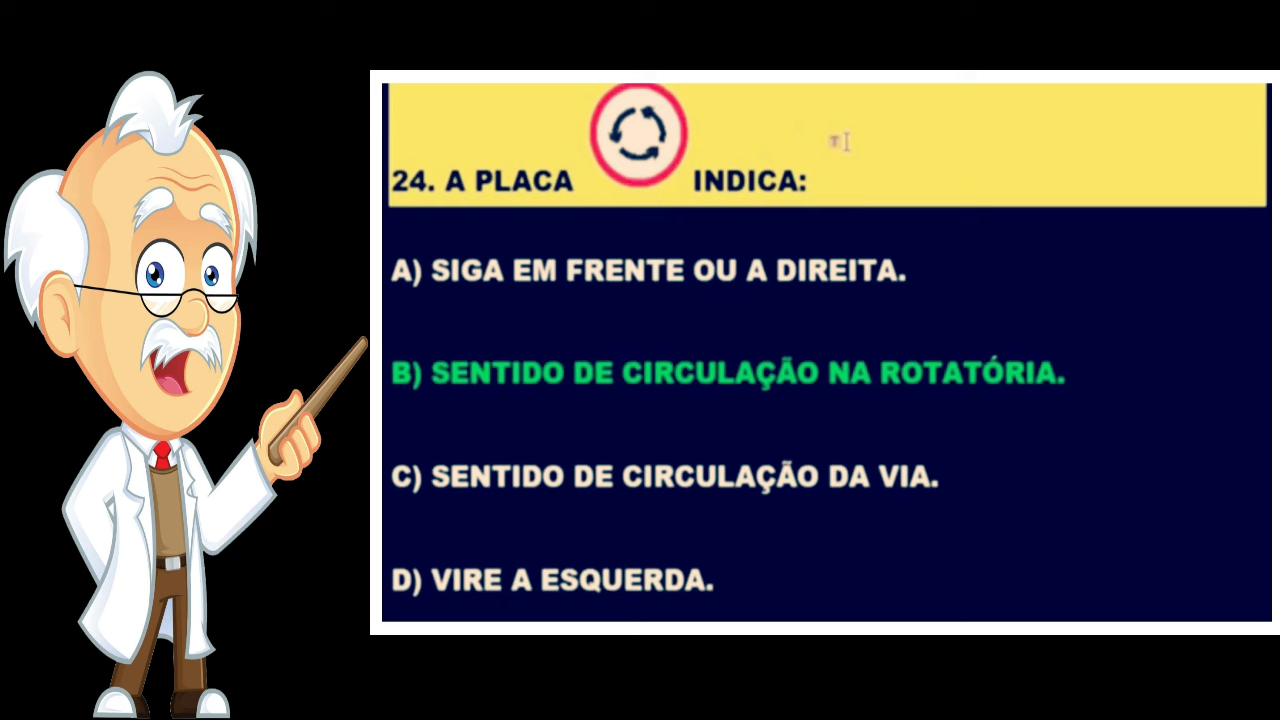 24. A PLACA INDICA:
A) SIGA EM FRENTE OU A DIREITA.
B) SENTIDO DE CIRCULAÇÃO NA ROTATÓRIA.
C) SENTIDO DE CIRCULAÇÃO DA VIA.
D) VIRE A ESQUERDA.